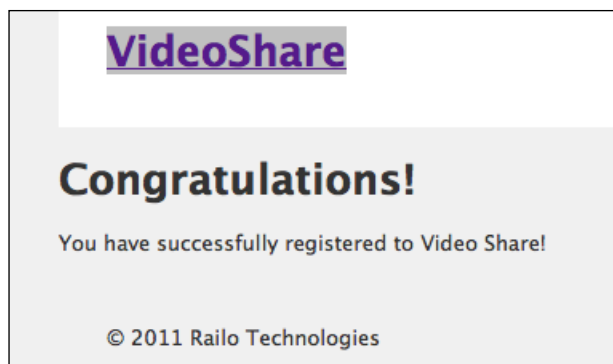 VideoShare
Congratulations!
You have successfully registered to Video Share!
© 2011 Railo Technologies